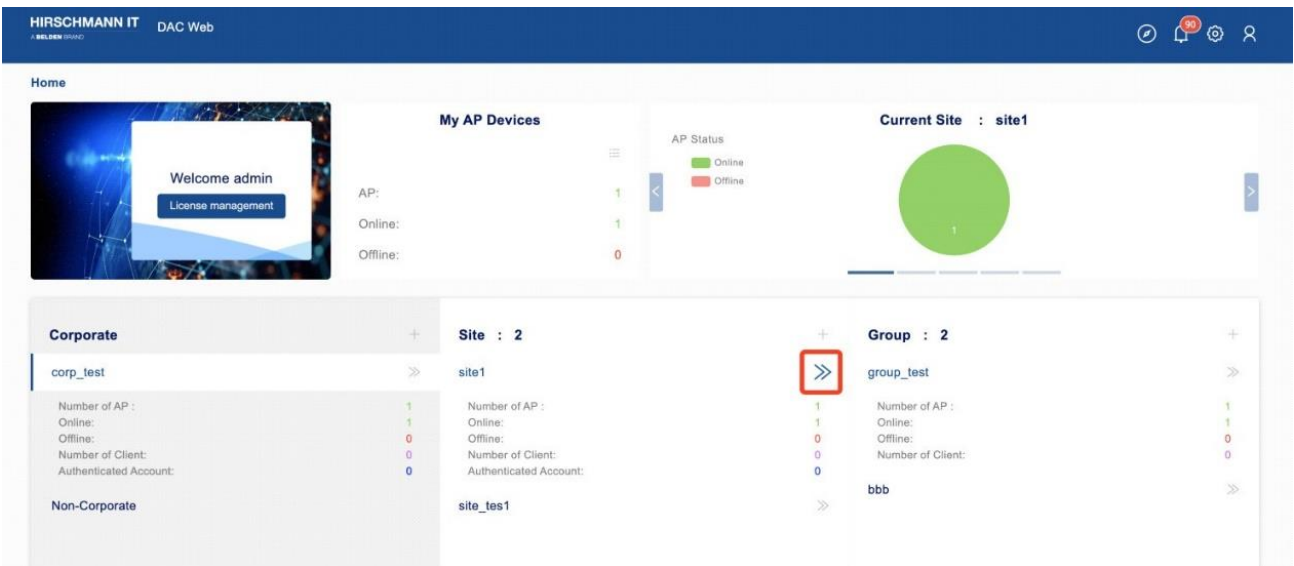 HIRSCHMANN IT
A BELDEN BRAND
DAC Web
90
Home
Welcome admin
License management
My AP Devices
AP: 1
Online: 1
Offline: 0
Current Site : site1
AP Status
Online
Offline
1
Corporate +
corp_test
Number of AP : 1
Online: 1
Offline: 0
Number of Client: 0
Authenticated Account: 0
Non-Corporate
Site : 2 +
site1
Number of AP : 1
Online: 1
Offline: 0
Number of Client: 0
Authenticated Account: 0
site_tes1
Group : 2 +
group_test
Number of AP : 1
Online: 1
Offline: 0
Number of Client: 0
bbb